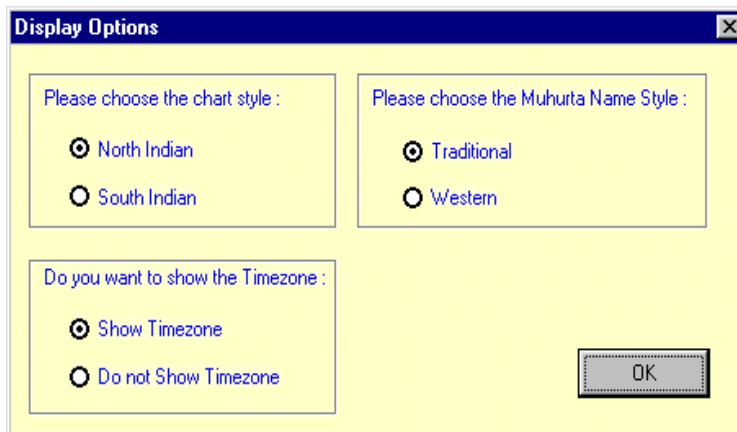 Display Options
Please choose the chart style :
North Indian
South Indian
Please choose the Muhurta Name Style :
Traditional
Western
Do you want to show the Timezone :
Show Timezone
Do not Show Timezone
OK